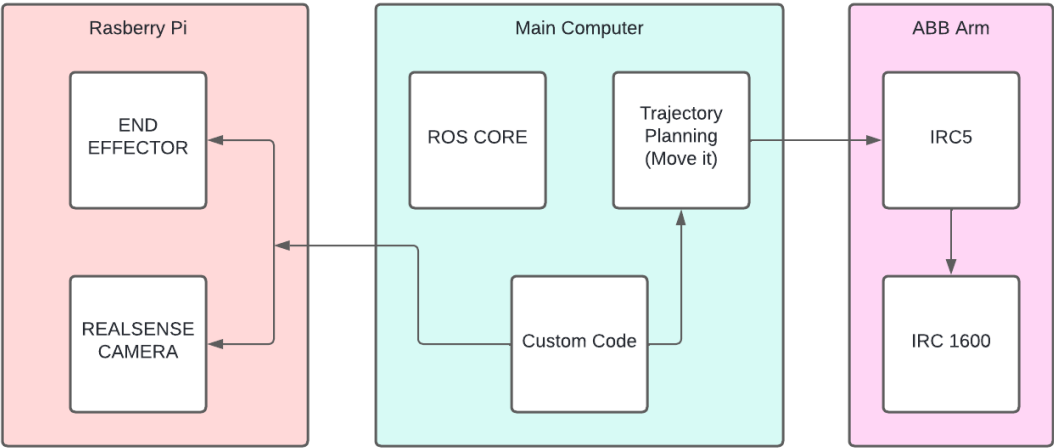 Rasberry Pi
END
EFFECTOR
REALSENSE
CAMERA
Main Computer
ROS CORE
Trajectory
Planning
(Move it)
Custom Code
ABB Arm
IRC5
IRC 1600